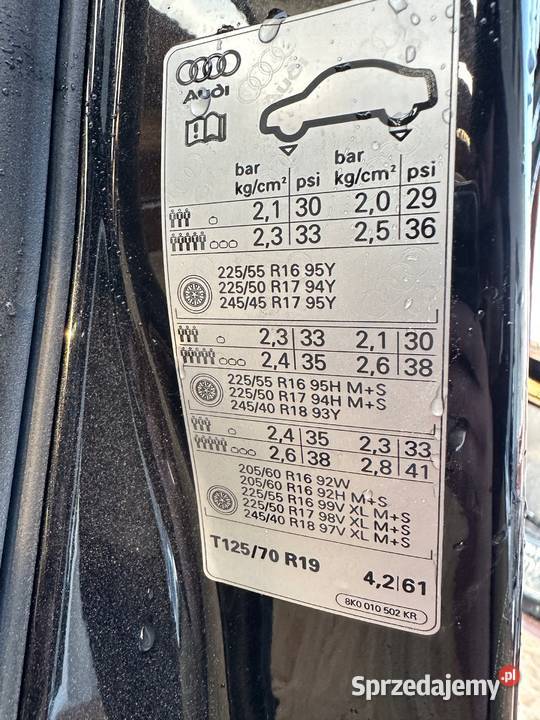 Audi
bar bar
kg/cm² psi kg/cm² psi
2,1 30 2,0 29
2,3 33 2,5 36
225/55 R16 95Y
225/50 R17 94Y
245/45 R17 95Y
2,3 33 2,1 30
2,4 35 2,6 38
225/55 R16 95H M+S
225/50 R17 94H M+S
245/40 R18 93Y
2,4 35 2,3 33
2,6 38 2,8 41
205/60 R16 92W
205/60 R16 92H M+S
225/55 R16 99V XL M+S
225/50 R17 98V XL M+S
245/40 R18 97V XL M+S
T125/70 R19 4,2 61
8K0 010 502 KR
Sprzedajemy.pl